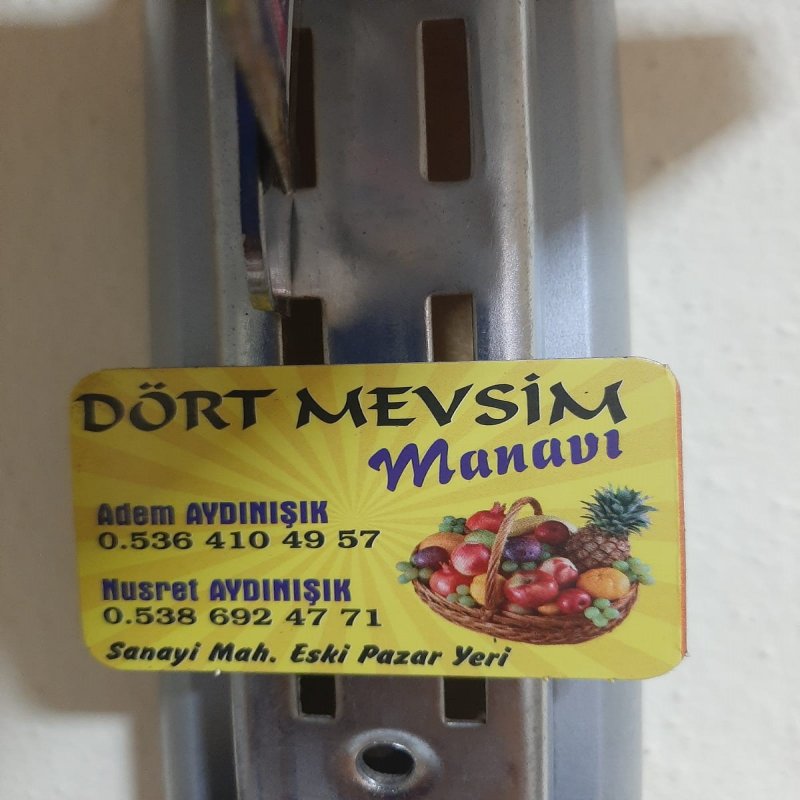 DÖRT MEVSİM
Manavı
Adem AYDINIŞIK
0.536 410 49 57
Nusret AYDINIŞIK
0.538 692 47 71
Sanayi Mah. Eski Pazar Yeri